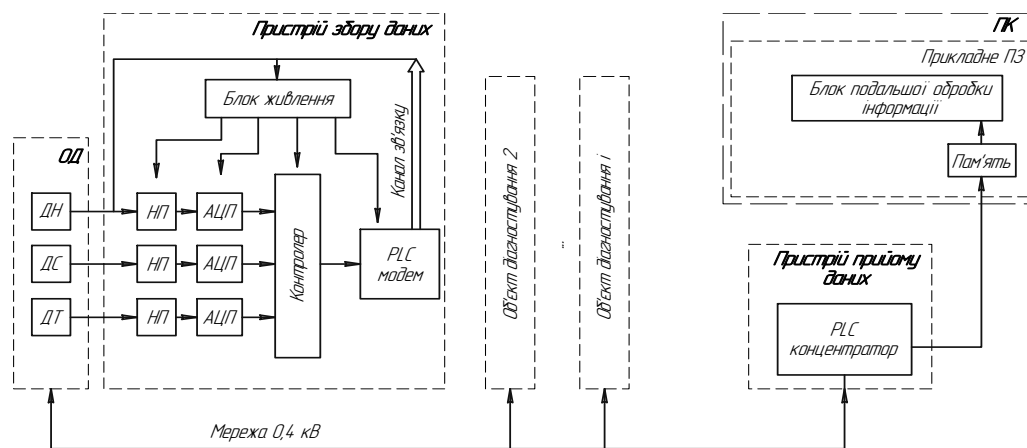 Пристрій збору даних
Блок живлення
Канал зв'язку
ОД
ДН
НП
АЦП
ДС
НП
АЦП
ДТ
НП
АЦП
Контролер
PLC
модем
Об'єкт діагностування 2
...
Об'єкт діагностування і
ПК
Прикладне ПЗ
Блок подальшої обробки
інформації
Пам'ять
Пристрій прийому
даних
PLC
концентратор
Мережа 0,4 кВ